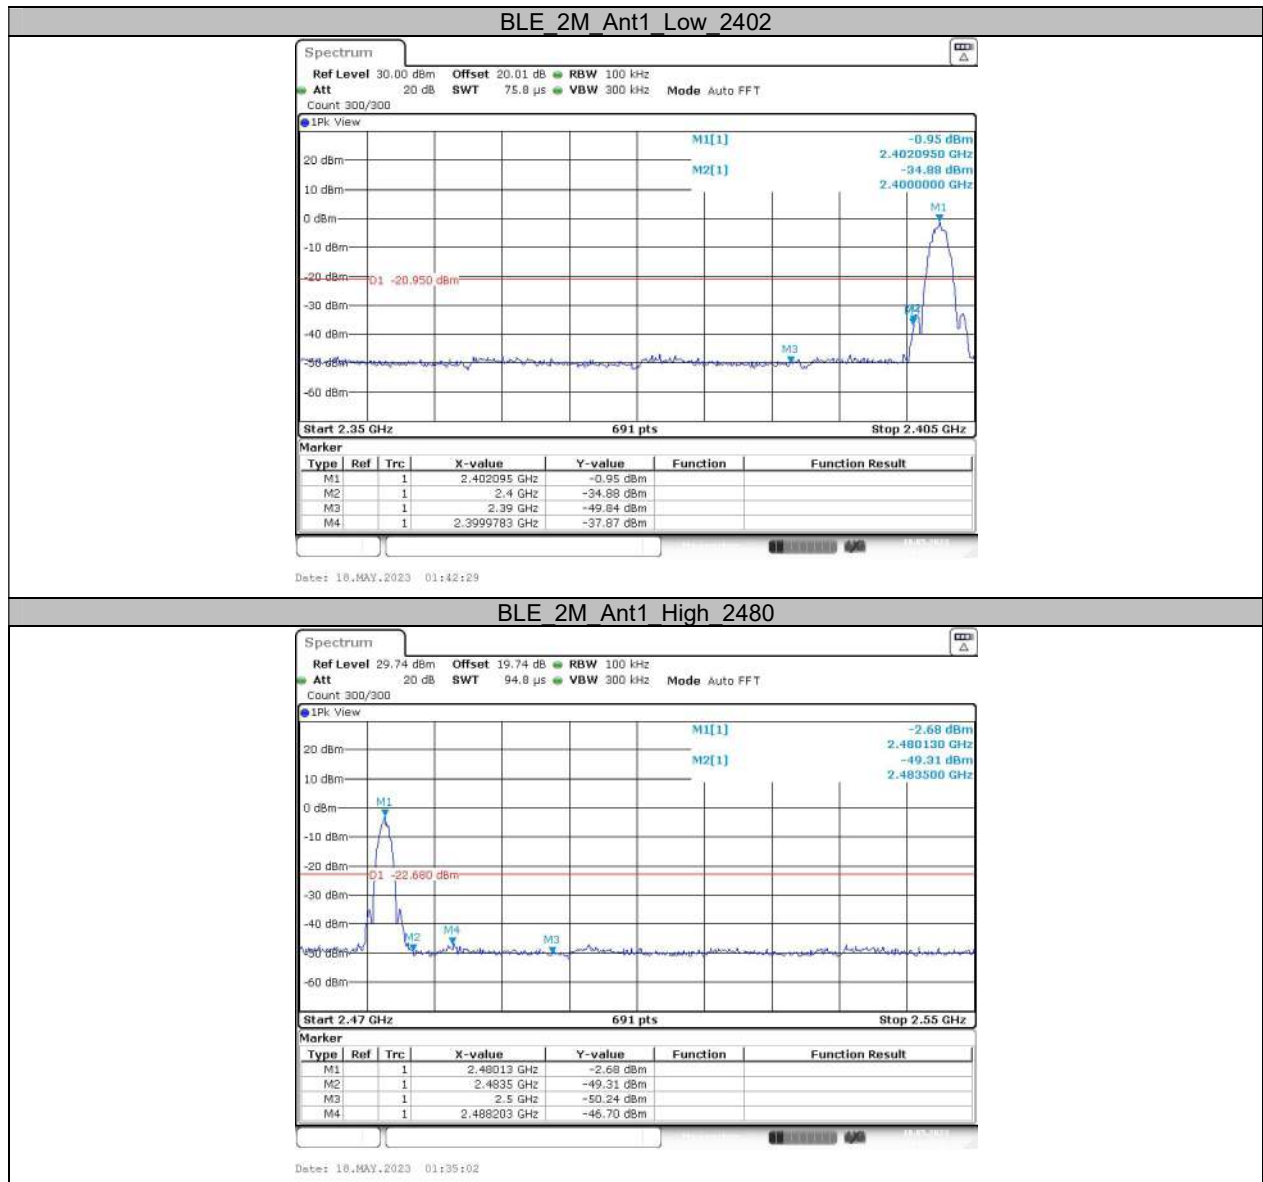 BLE_2M_Ant1_Low_2402
Spectrum
Ref Level 30.00 dBm Offset 20.01 dB RBW 100 kHz
Att 20 dB SWT 75.8 µs VBW 300 kHz Mode Auto FFT
Count 300/300
1Pk View
M1[1] -0.95 dBm
2.4020950 GHz
20 dBm
M2[1] -34.88 dBm
10 dBm 2.4000000 GHz
M1
0 dBm
-10 dBm
-20 dBm
D1 -20.950 dBm
-30 dBm
M2
-40 dBm
M3
-50 dBm
-60 dBm
Start 2.35 GHz 691 pts Stop 2.405 GHz
Marker
Type Ref Trc X-value Y-value Function Function Result
M1 1 2.402095 GHz -0.95 dBm
M2 1 2.4 GHz -34.88 dBm
M3 1 2.39 GHz -49.84 dBm
M4 1 2.3999783 GHz -37.87 dBm
Date: 18.MAY.2023 01:42:29
BLE_2M_Ant1_High_2480
Spectrum
Ref Level 29.74 dBm Offset 19.74 dB RBW 100 kHz
Att 20 dB SWT 94.8 µs VBW 300 kHz Mode Auto FFT
Count 300/300
1Pk View
M1[1] -2.68 dBm
2.480130 GHz
20 dBm
M2[1] -49.31 dBm
10 dBm 2.483500 GHz
M1
0 dBm
-10 dBm
-20 dBm
D1 -22.680 dBm
-30 dBm
-40 dBm
M2 M4 M3
-50 dBm
-60 dBm
Start 2.47 GHz 691 pts Stop 2.55 GHz
Marker
Type Ref Trc X-value Y-value Function Function Result
M1 1 2.48013 GHz -2.68 dBm
M2 1 2.4835 GHz -49.31 dBm
M3 1 2.5 GHz -50.24 dBm
M4 1 2.488203 GHz -46.70 dBm
Date: 18.MAY.2023 01:35:02